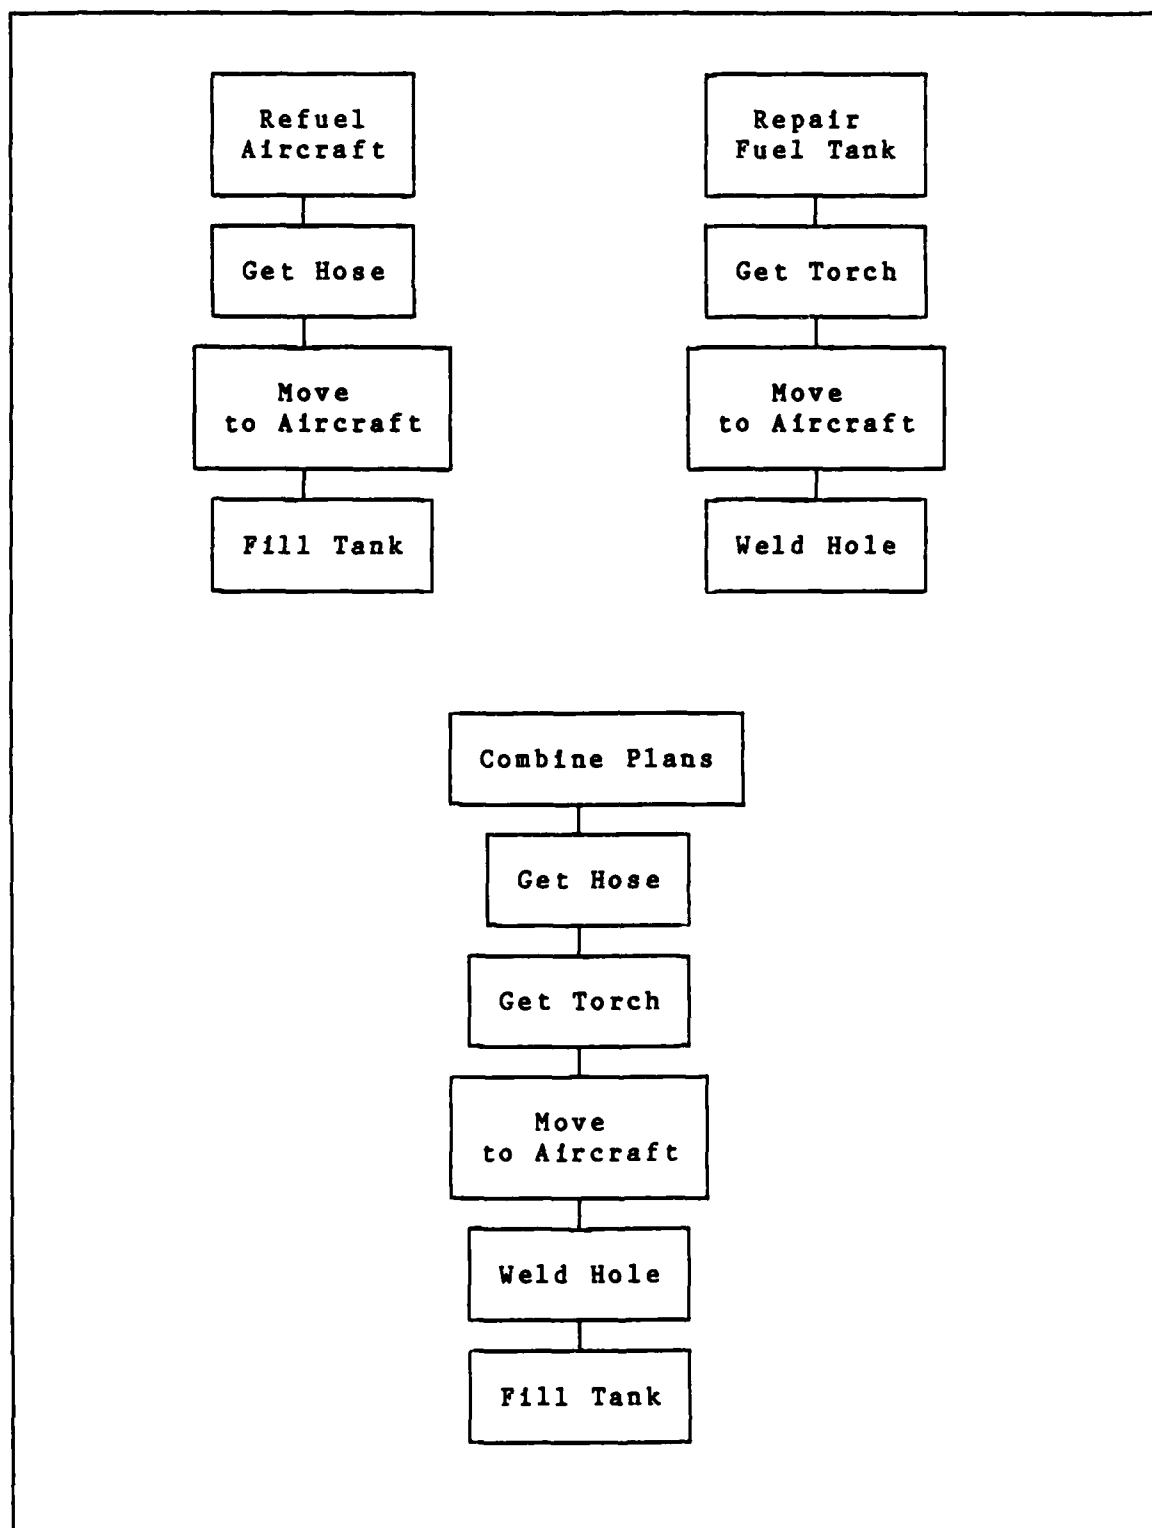 Refuel
Aircraft
Get Hose
Move
to Aircraft
Fill Tank
Repair
Fuel Tank
Get Torch
Move
to Aircraft
Weld Hole
Combine Plans
Get Hose
Get Torch
Move
to Aircraft
Weld Hole
Fill Tank